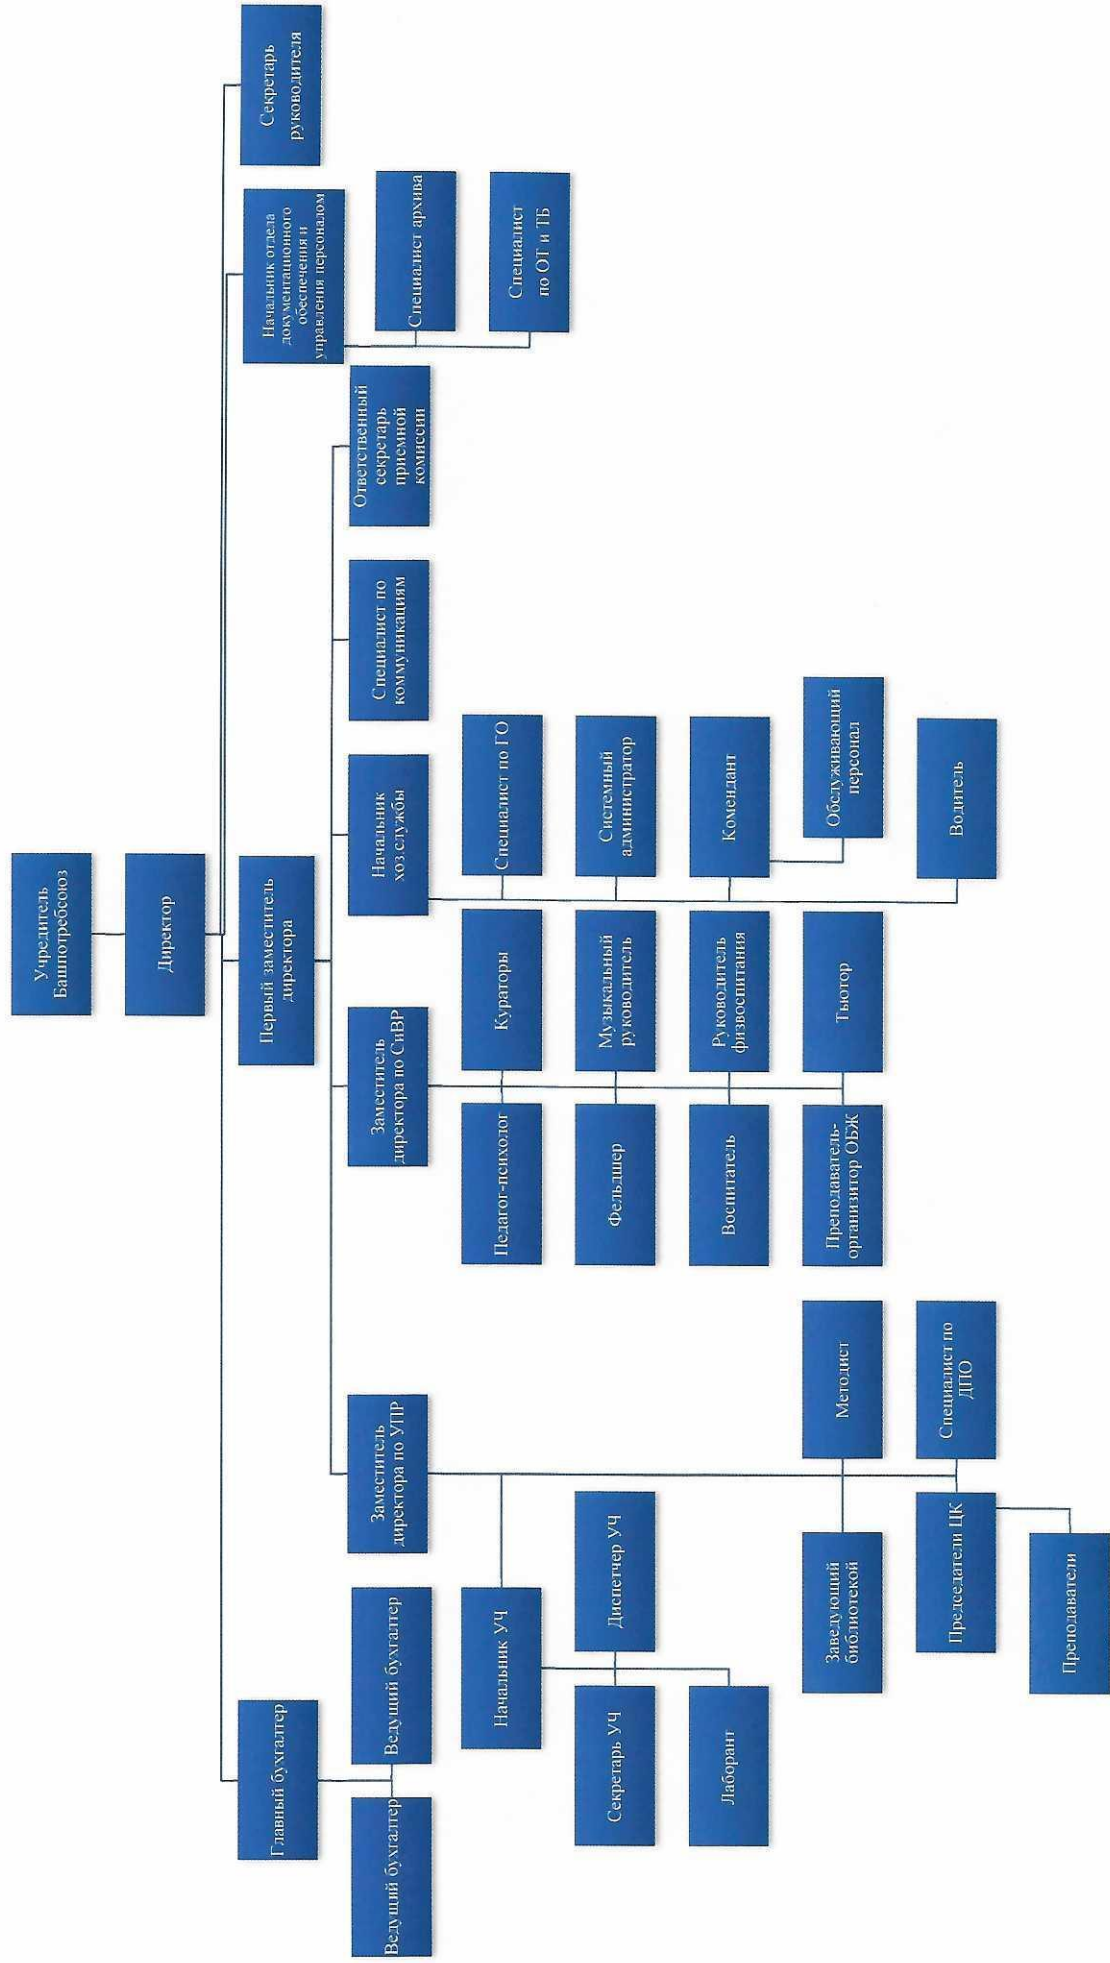 Учредитель
Башпотребсоюз
Директор
Главный бухгалтер
Первый заместитель
директора
Начальник отдела
документационного
обеспечения и
управления персоналом
Секретарь
руководителя
Ведущий бухгалтер
Ведущий бухгалтер
Заместитель
директора по УПР
Заместитель
директора по СиВР
Начальник
хоз.службы
Специалист по
коммуникациям
Ответственный
секретарь
приемной
комиссии
Специалист архива
Начальник УЧ
Педагог-психолог
Кураторы
Специалист по ГО
Специалист
по ОТ и ТБ
Секретарь УЧ
Диспетчер УЧ
Фельдшер
Музыкальный
руководитель
Системный
администратор
Лаборант
Воспитатель
Руководитель
физвоспитания
Комендант
Заведующий
библиотекой
Методист
Преподаватель-
организитор ОБЖ
Тьютор
Обслуживающий
персонал
Председатели ЦК
Специалист по
ДПО
Водитель
Преподаватели